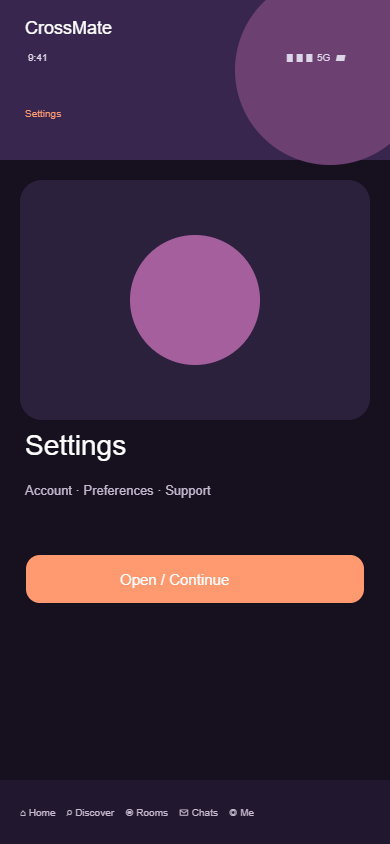 CrossMate
9:41 5G
Settings
Settings
Account · Preferences · Support
Open / Continue
Home Discover Rooms Chats Me